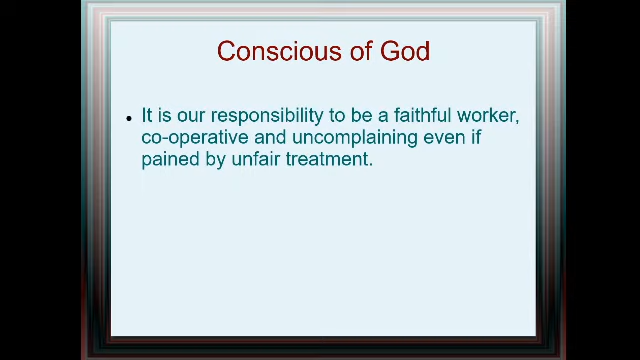 Conscious of God
• It is our responsibility to be a faithful worker,
co-operative and uncomplaining even if
pained by unfair treatment.